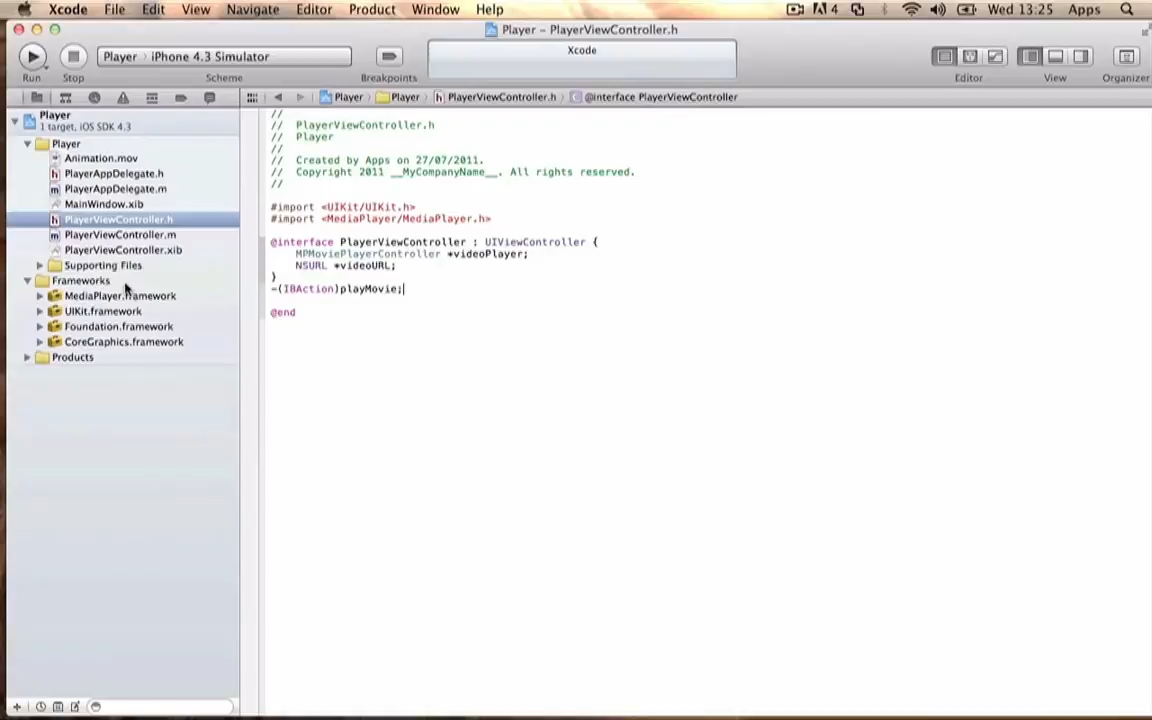 Xcode File Edit View Navigate Editor Product Window Help 4 Wed 13:25 Apps
Player – PlayerViewController.h
Player › iPhone 4.3 Simulator
Xcode
Run Stop Scheme Breakpoints Editor View Organizer
Player › Player › PlayerViewController.h › @interface PlayerViewController
Player
1 target, iOS SDK 4.3
Player
Animation.mov
PlayerAppDelegate.h
PlayerAppDelegate.m
MainWindow.xib
PlayerViewController.h
PlayerViewController.m
PlayerViewController.xib
Supporting Files
Frameworks
MediaPlayer.framework
UIKit.framework
Foundation.framework
CoreGraphics.framework
Products
//
// PlayerViewController.h
// Player
//
// Created by Apps on 27/07/2011.
// Copyright 2011 __MyCompanyName__. All rights reserved.
//
#import <UIKit/UIKit.h>
#import <MediaPlayer/MediaPlayer.h>
@interface PlayerViewController : UIViewController {
MPMoviePlayerController *videoPlayer;
NSURL *videoURL;
}
-(IBAction)playMovie;
@end